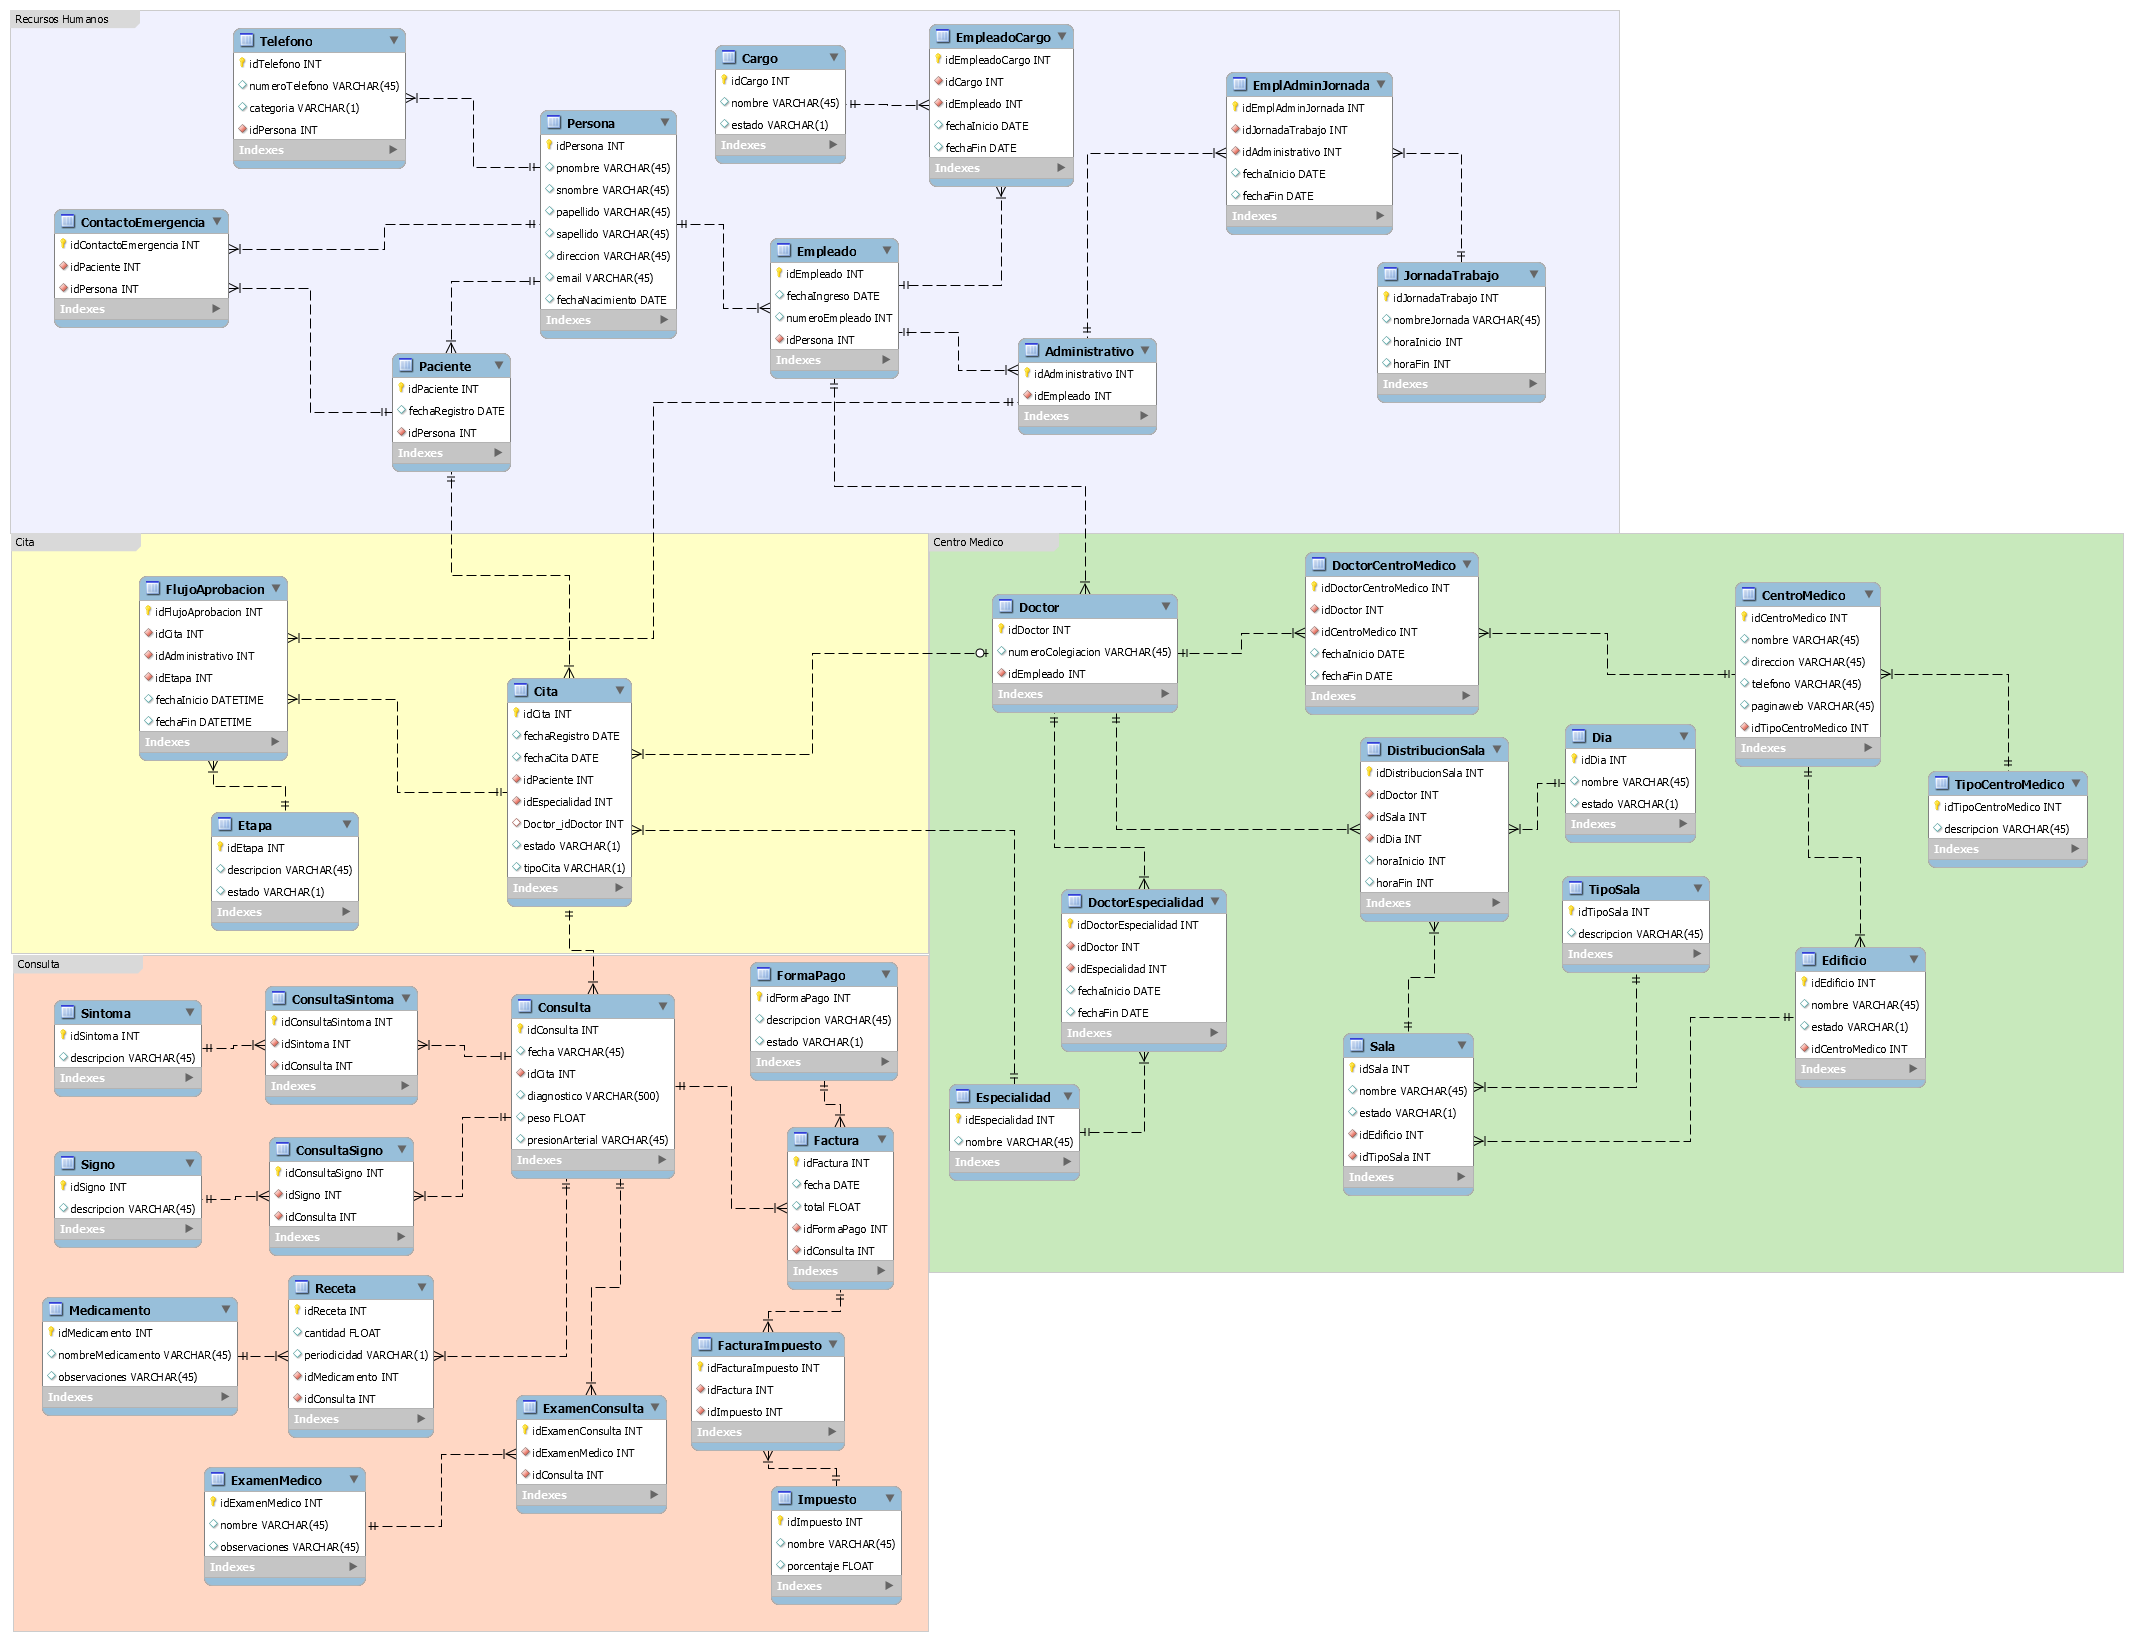 Recursos Humanos
Telefono
idTelefono INT
numeroTelefono VARCHAR(45)
categoria VARCHAR(1)
idPersona INT
Indexes
ContactoEmergencia
idContactoEmergencia INT
idPaciente INT
idPersona INT
Indexes
Persona
idPersona INT
pnombre VARCHAR(45)
snombre VARCHAR(45)
papellido VARCHAR(45)
sapellido VARCHAR(45)
direccion VARCHAR(45)
email VARCHAR(45)
fechaNacimiento DATE
Indexes
Paciente
idPaciente INT
fechaRegistro DATE
idPersona INT
Indexes
Cargo
idCargo INT
nombre VARCHAR(45)
estado VARCHAR(1)
Indexes
EmpleadoCargo
idEmpleadoCargo INT
idCargo INT
idEmpleado INT
fechaInicio DATE
fechaFin DATE
Indexes
Empleado
idEmpleado INT
fechaIngreso DATE
numeroEmpleado INT
idPersona INT
Indexes
Administrativo
idAdministrativo INT
idEmpleado INT
Indexes
EmplAdminJornada
idEmplAdminJornada INT
idJornadaTrabajo INT
idAdministrativo INT
fechaInicio DATE
fechaFin DATE
Indexes
JornadaTrabajo
idJornadaTrabajo INT
nombreJornada VARCHAR(45)
horaInicio INT
horaFin INT
Indexes
Cita
FlujoAprobacion
idFlujoAprobacion INT
idCita INT
idAdministrativo INT
idEtapa INT
fechaInicio DATETIME
fechaFin DATETIME
Indexes
Etapa
idEtapa INT
descripcion VARCHAR(45)
estado VARCHAR(1)
Indexes
Cita
idCita INT
fechaRegistro DATE
fechaCita DATE
idPaciente INT
idEspecialidad INT
Doctor_idDoctor INT
estado VARCHAR(1)
tipoCita VARCHAR(1)
Indexes
Centro Medico
Doctor
idDoctor INT
numeroColegiacion VARCHAR(45)
idEmpleado INT
Indexes
DoctorCentroMedico
idDoctorCentroMedico INT
idDoctor INT
idCentroMedico INT
fechaInicio DATE
fechaFin DATE
Indexes
CentroMedico
idCentroMedico INT
nombre VARCHAR(45)
direccion VARCHAR(45)
telefono VARCHAR(45)
paginaweb VARCHAR(45)
idTipoCentroMedico INT
Indexes
DistribucionSala
idDistribucionSala INT
idDoctor INT
idSala INT
idDia INT
horaInicio INT
horaFin INT
Indexes
Dia
idDia INT
nombre VARCHAR(45)
estado VARCHAR(1)
Indexes
TipoCentroMedico
idTipoCentroMedico INT
descripcion VARCHAR(45)
Indexes
DoctorEspecialidad
idDoctorEspecialidad INT
idDoctor INT
idEspecialidad INT
fechaInicio DATE
fechaFin DATE
Indexes
TipoSala
idTipoSala INT
descripcion VARCHAR(45)
Indexes
Edificio
idEdificio INT
nombre VARCHAR(45)
estado VARCHAR(1)
idCentroMedico INT
Indexes
Especialidad
idEspecialidad INT
nombre VARCHAR(45)
Indexes
Sala
idSala INT
nombre VARCHAR(45)
estado VARCHAR(1)
idEdificio INT
idTipoSala INT
Indexes
Consulta
Sintoma
idSintoma INT
descripcion VARCHAR(45)
Indexes
ConsultaSintoma
idConsultaSintoma INT
idSintoma INT
idConsulta INT
Indexes
Consulta
idConsulta INT
fecha VARCHAR(45)
idCita INT
diagnostico VARCHAR(500)
peso FLOAT
presionArterial VARCHAR(45)
Indexes
FormaPago
idFormaPago INT
descripcion VARCHAR(45)
estado VARCHAR(1)
Indexes
Signo
idSigno INT
descripcion VARCHAR(45)
Indexes
ConsultaSigno
idConsultaSigno INT
idSigno INT
idConsulta INT
Indexes
Factura
idFactura INT
fecha DATE
total FLOAT
idFormaPago INT
idConsulta INT
Indexes
Medicamento
idMedicamento INT
nombreMedicamento VARCHAR(45)
observaciones VARCHAR(45)
Indexes
Receta
idReceta INT
cantidad FLOAT
periodicidad VARCHAR(1)
idMedicamento INT
idConsulta INT
Indexes
FacturaImpuesto
idFacturaImpuesto INT
idFactura INT
idImpuesto INT
Indexes
ExamenConsulta
idExamenConsulta INT
idExamenMedico INT
idConsulta INT
Indexes
ExamenMedico
idExamenMedico INT
nombre VARCHAR(45)
observaciones VARCHAR(45)
Indexes
Impuesto
idImpuesto INT
nombre VARCHAR(45)
porcentaje FLOAT
Indexes